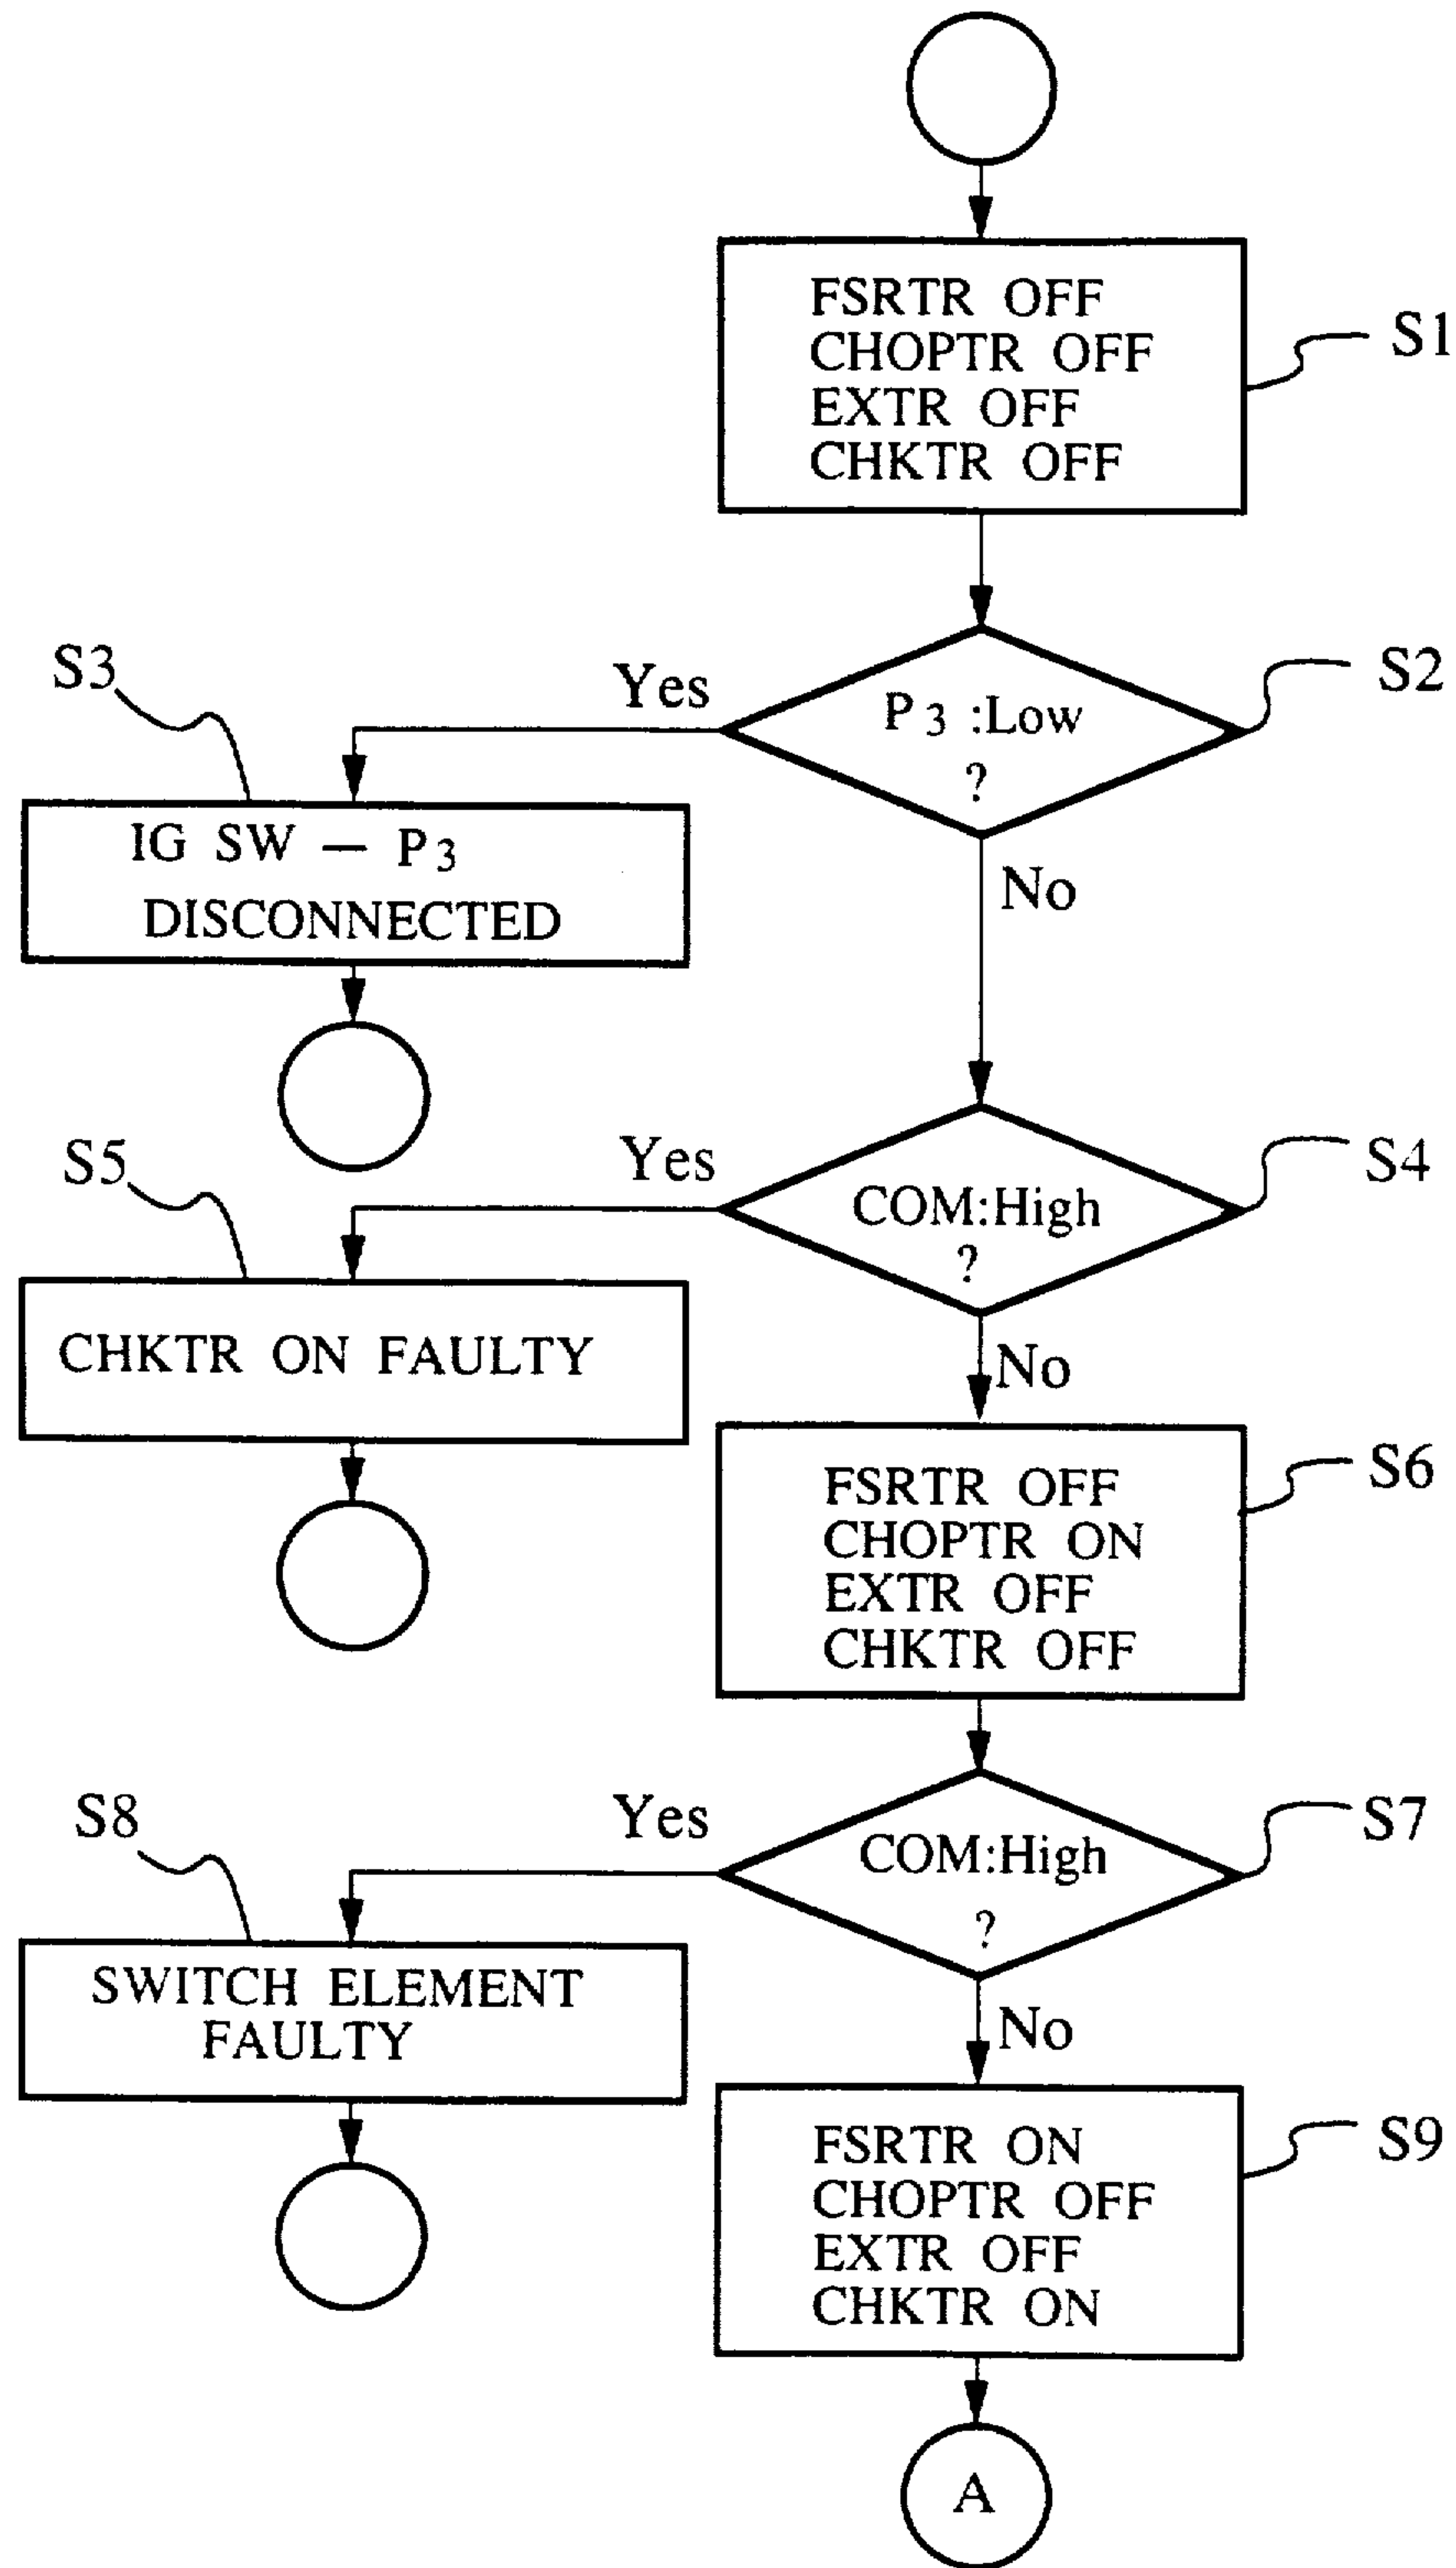 FSRTR OFF
CHOPTR OFF
EXTR OFF
CHKTR OFF
S1
P3 :Low
?
S2
Yes
No
S3
IG SW — P3
DISCONNECTED
COM:High
?
S4
Yes
No
S5
CHKTR ON FAULTY
FSRTR OFF
CHOPTR ON
EXTR OFF
CHKTR OFF
S6
COM:High
?
S7
Yes
No
S8
SWITCH ELEMENT
FAULTY
FSRTR ON
CHOPTR OFF
EXTR OFF
CHKTR ON
S9
A